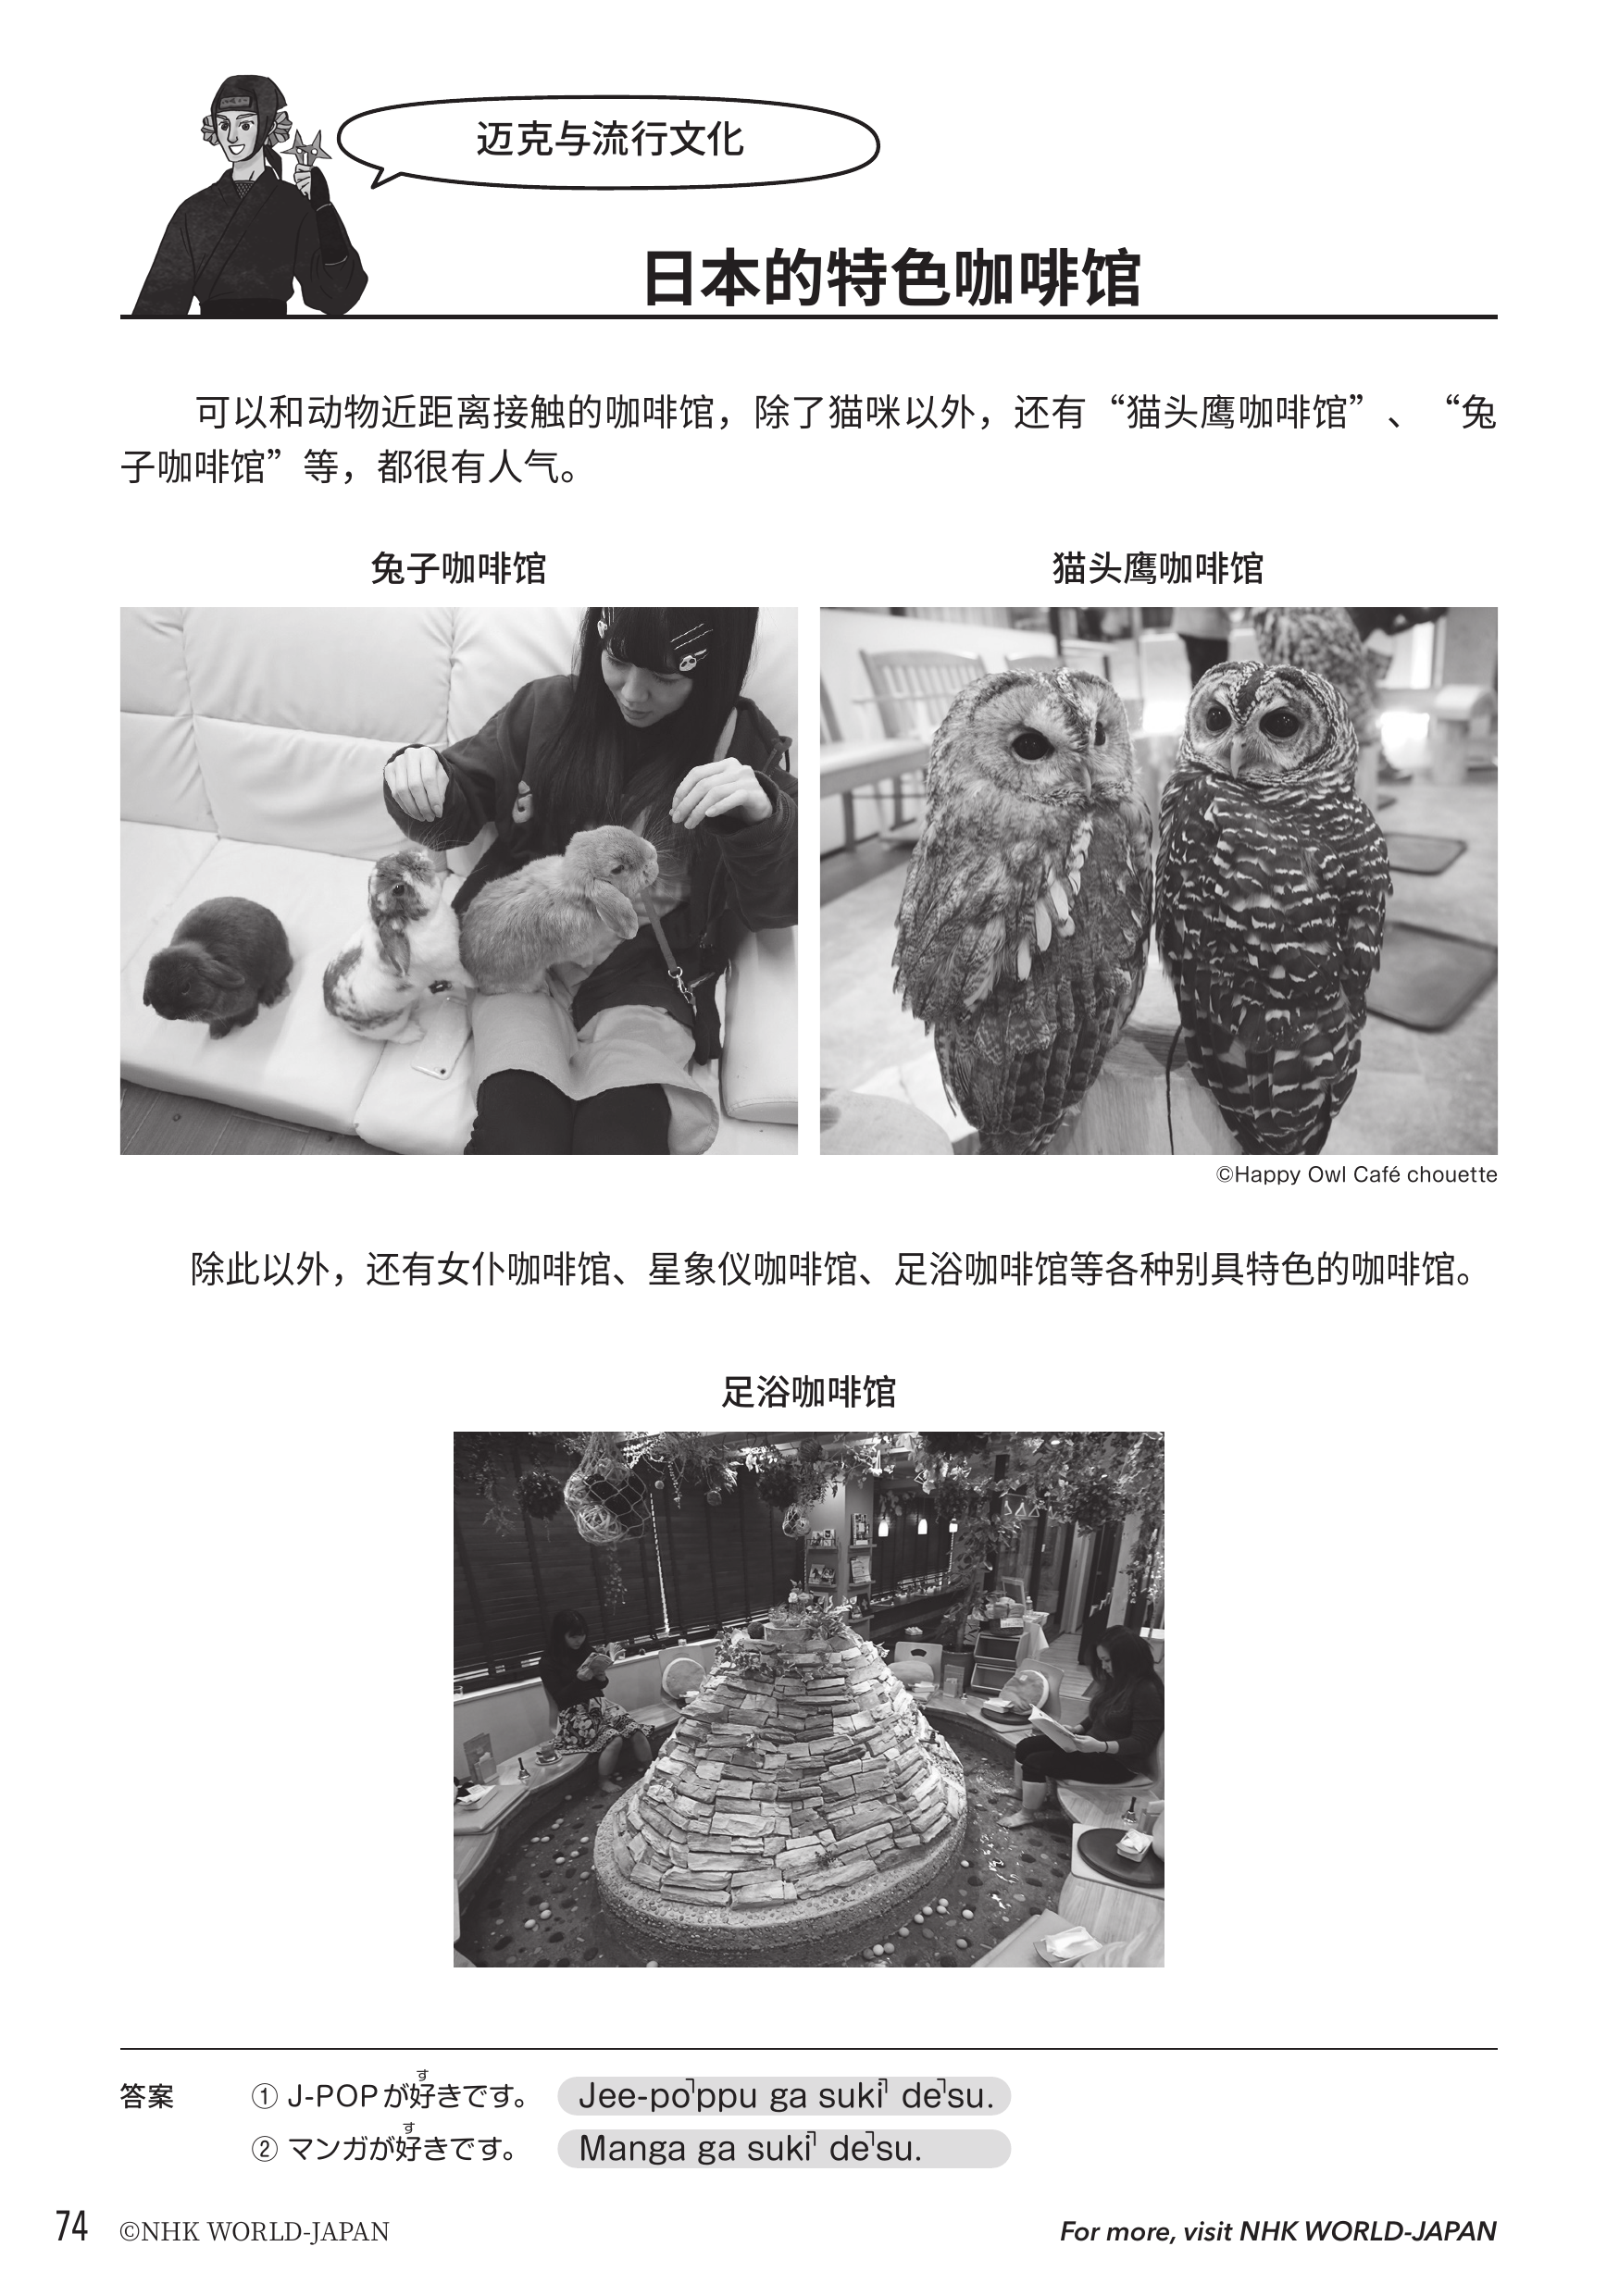 迈克与流行文化
日本的特色咖啡馆
可以和动物近距离接触的咖啡馆，除了猫咪以外，还有“猫头鹰咖啡馆”、“兔
子咖啡馆”等，都很有人气。
兔子咖啡馆
猫头鹰咖啡馆
©Happy Owl Café chouette
除此以外，还有女仆咖啡馆、星象仪咖啡馆、足浴咖啡馆等各种别具特色的咖啡馆。
足浴咖啡馆
答案 ① J-POPが好きです。 Jee-po┐ppu ga suki┐ de┐su.
す
② マンガが好きです。 Manga ga suki┐ de┐su.
す
74 ©NHK WORLD-JAPAN For more, visit NHK WORLD-JAPAN